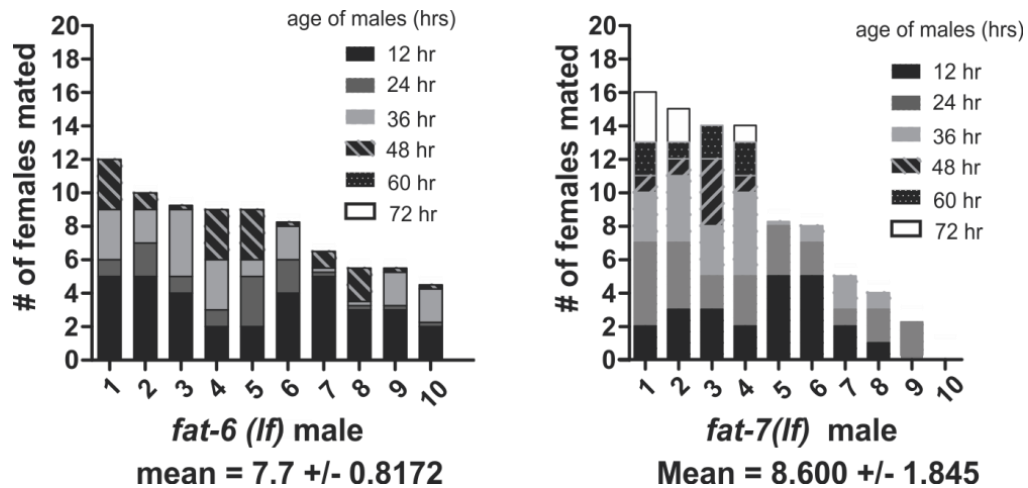 age of males (hrs)
12 hr
24 hr
36 hr
48 hr
60 hr
72 hr
# of females mated
20
18
16
14
12
10
8
6
4
2
0
1 2 3 4 5 6 7 8 9 10
fat-6 (lf) male
mean = 7.7 +/- 0.8172
age of males (hrs)
12 hr
24 hr
36 hr
48 hr
60 hr
72 hr
# of females mated
20
18
16
14
12
10
8
6
4
2
0
1 2 3 4 5 6 7 8 9 10
fat-7(lf) male
Mean = 8.600 +/- 1.845